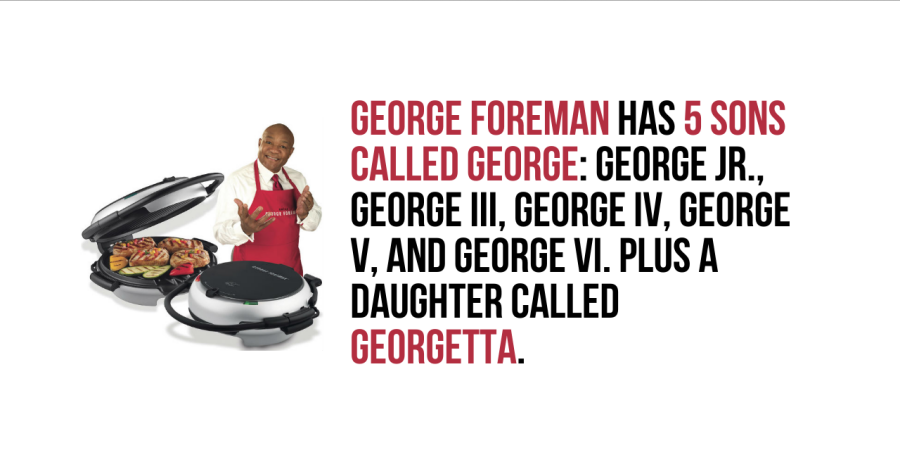 GEORGE FOREMAN HAS 5 SONS
CALLED GEORGE: GEORGE JR.,
GEORGE III, GEORGE IV, GEORGE
V, AND GEORGE VI. PLUS A
DAUGHTER CALLED
GEORGETTA.